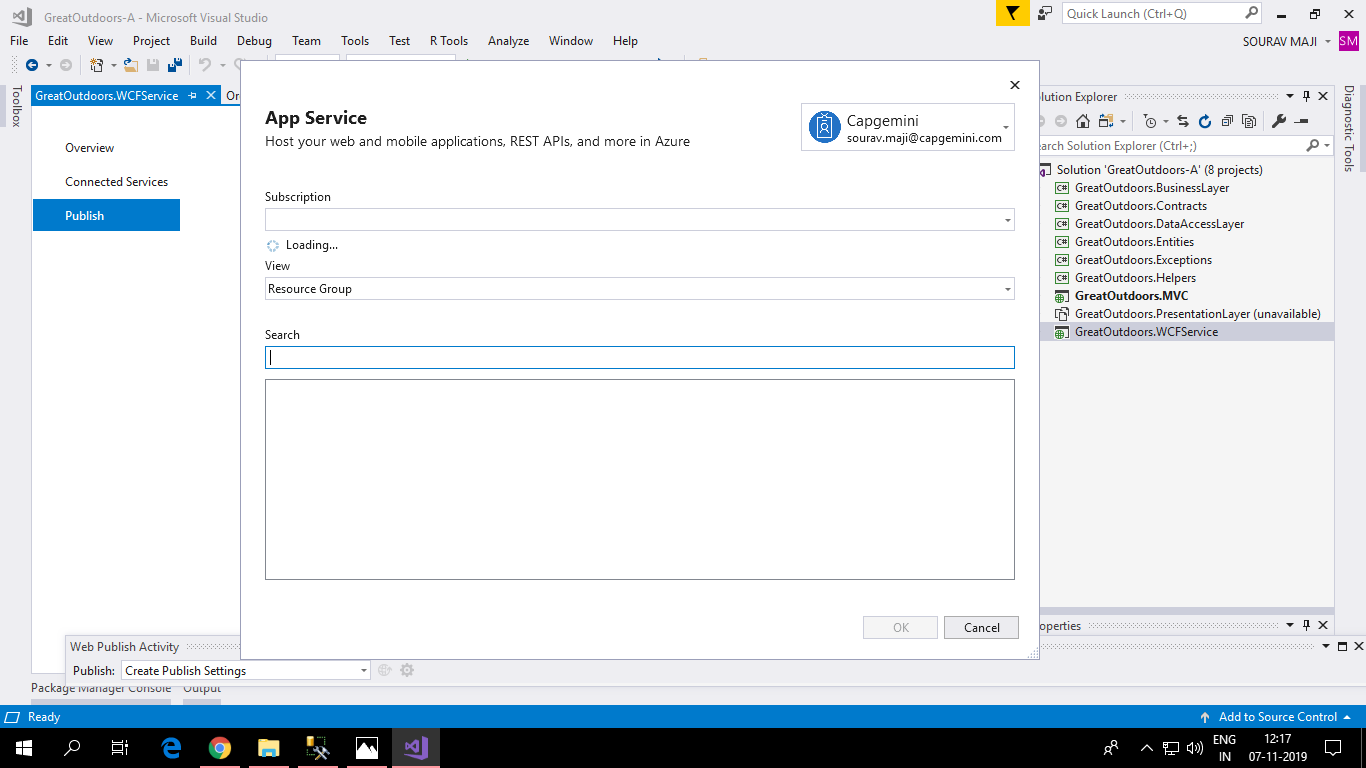 GreatOutdoors-A - Microsoft Visual Studio
Quick Launch (Ctrl+Q)
File Edit View Project Build Debug Team Tools Test R Tools Analyze Window Help
SOURAV MAJI SM
Toolbox
GreatOutdoors.WCFService
Overview
Connected Services
Publish
App Service
Host your web and mobile applications, REST APIs, and more in Azure
Capgemini
sourav.maji@capgemini.com
Subscription
Loading...
View
Resource Group
Search
OK Cancel
olution Explorer
earch Solution Explorer (Ctrl+;)
Solution 'GreatOutdoors-A' (8 projects)
C# GreatOutdoors.BusinessLayer
C# GreatOutdoors.Contracts
C# GreatOutdoors.DataAccessLayer
C# GreatOutdoors.Entities
C# GreatOutdoors.Exceptions
C# GreatOutdoors.Helpers
GreatOutdoors.MVC
GreatOutdoors.PresentationLayer (unavailable)
GreatOutdoors.WCFService
Diagnostic Tools
operties
Web Publish Activity
Publish: Create Publish Settings
Package Manager Console Output
Ready
Add to Source Control
ENG
IN
12:17
07-11-2019